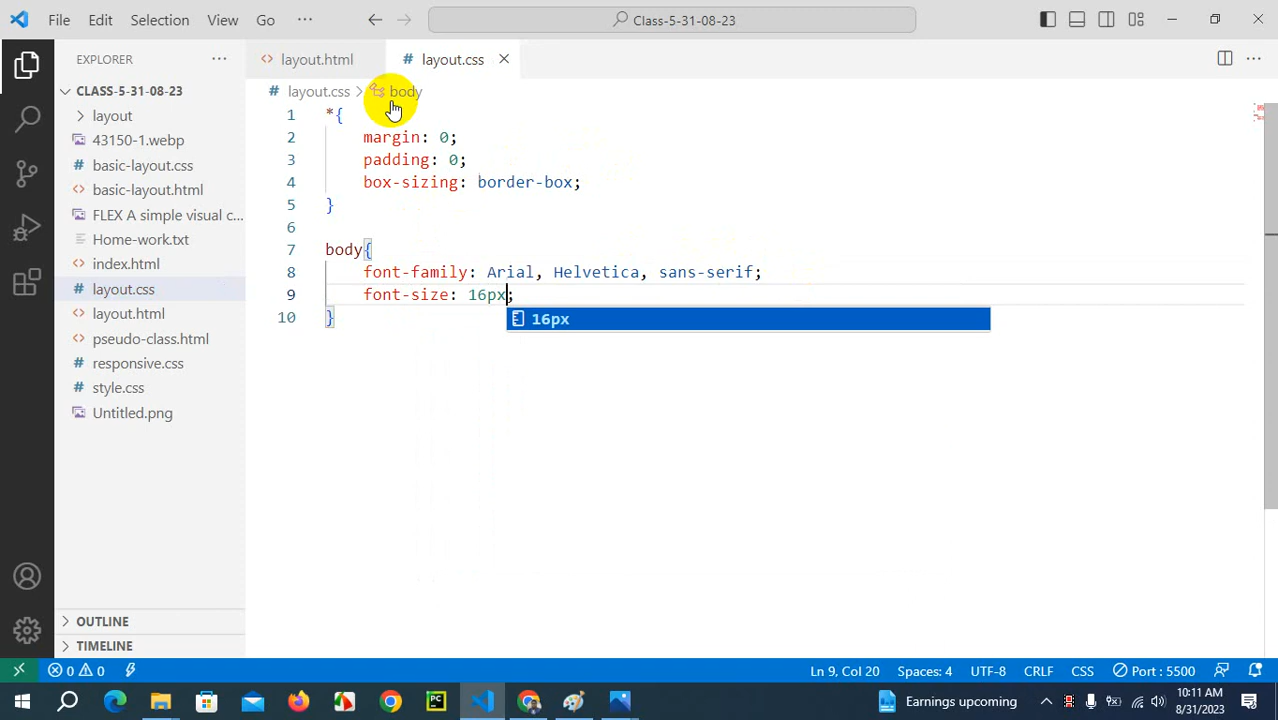 File Edit Selection View Go ··· Class-5-31-08-23
EXPLORER ··· layout.html # layout.css
CLASS-5-31-08-23
layout
43150-1.webp
# basic-layout.css
<> basic-layout.html
FLEX A simple visual c...
Home-work.txt
<> index.html
# layout.css
<> layout.html
<> pseudo-class.html
# responsive.css
# style.css
Untitled.png
OUTLINE
TIMELINE
# layout.css > body
1 *{
2 margin: 0;
3 padding: 0;
4 box-sizing: border-box;
5 }
6
7 body{
8 font-family: Arial, Helvetica, sans-serif;
9 font-size: 16px;
10 }
16px
0 0 Ln 9, Col 20 Spaces: 4 UTF-8 CRLF CSS Port : 5500
PC Earnings upcoming 10:11 AM
8/31/2023